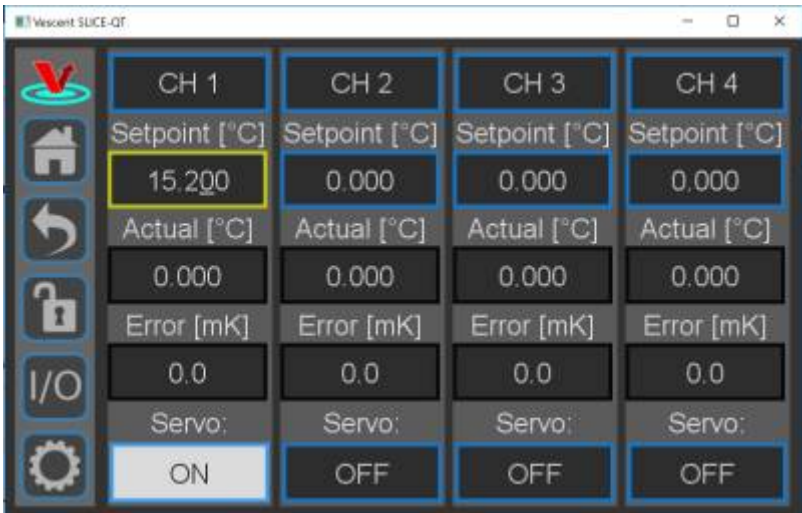 Vescent SLICE-QT
CH 1 CH 2 CH 3 CH 4
Setpoint [°C] Setpoint [°C] Setpoint [°C] Setpoint [°C]
15.200 0.000 0.000 0.000
Actual [°C] Actual [°C] Actual [°C] Actual [°C]
0.000 0.000 0.000 0.000
Error [mK] Error [mK] Error [mK] Error [mK]
I/O 0.0 0.0 0.0 0.0
Servo: Servo: Servo: Servo:
ON OFF OFF OFF